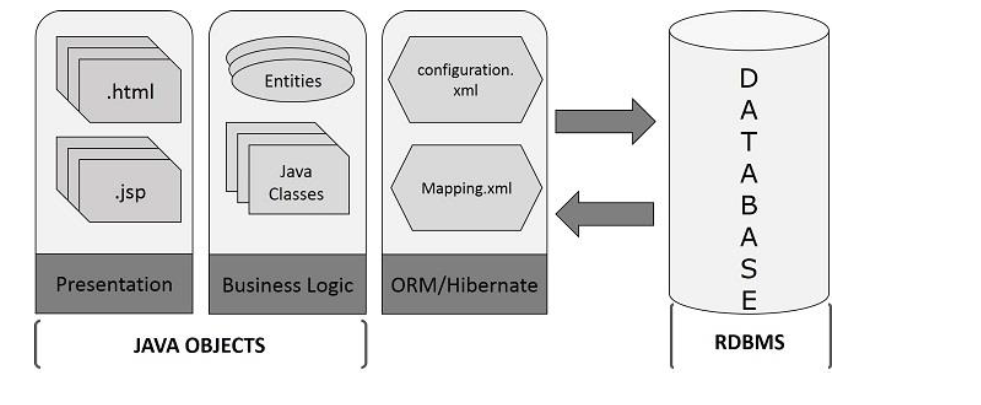 .html
.jsp
Presentation
Entities
Java
Classes
Business Logic
configuration.
xml
Mapping.xml
ORM/Hibernate
D
A
T
A
B
A
S
E
JAVA OBJECTS
RDBMS